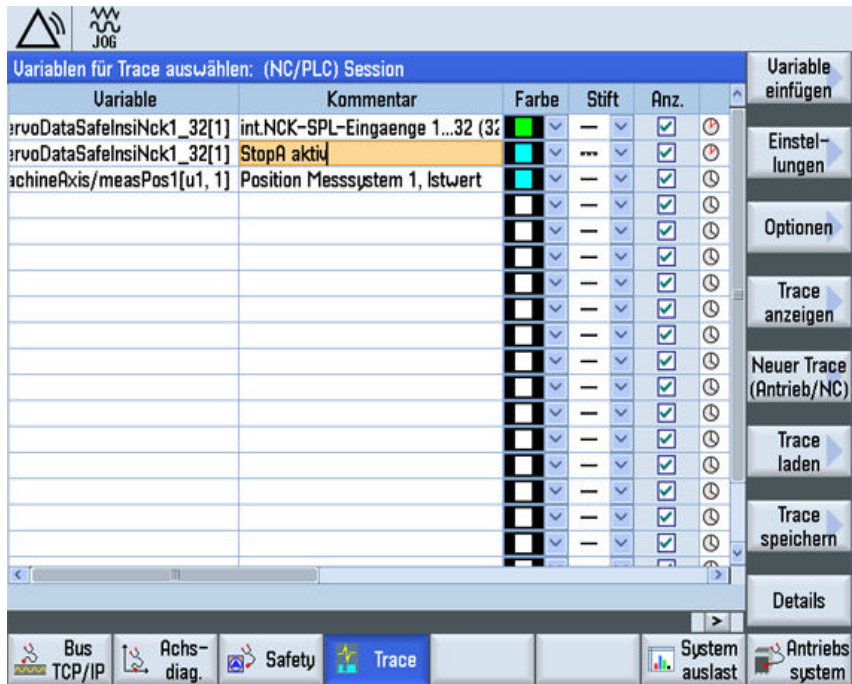 JOG
Variablen für Trace auswählen: (NC/PLC) Session
Variable Kommentar Farbe Stift Anz.
ervoDataSafeInsiNck1_32[1] int.NCK-SPL-Eingaenge 1...32 (32
ervoDataSafeInsiNck1_32[1] StopA aktiv
achineAxis/measPos1[u1, 1] Position Messsystem 1, Istwert
Variable
einfügen
Einstel-
lungen
Optionen
Trace
anzeigen
Neuer Trace
(Antrieb/NC)
Trace
laden
Trace
speichern
Details
>
Bus
TCP/IP
Achs-
diag.
Safety
Trace
System
auslast
Antriebs
system